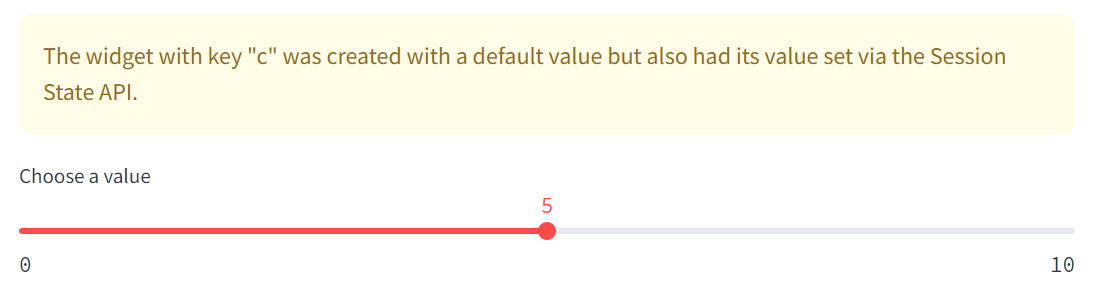 The widget with key "c" was created with a default value but also had its value set via the Session
State API.
Choose a value
5
0
10